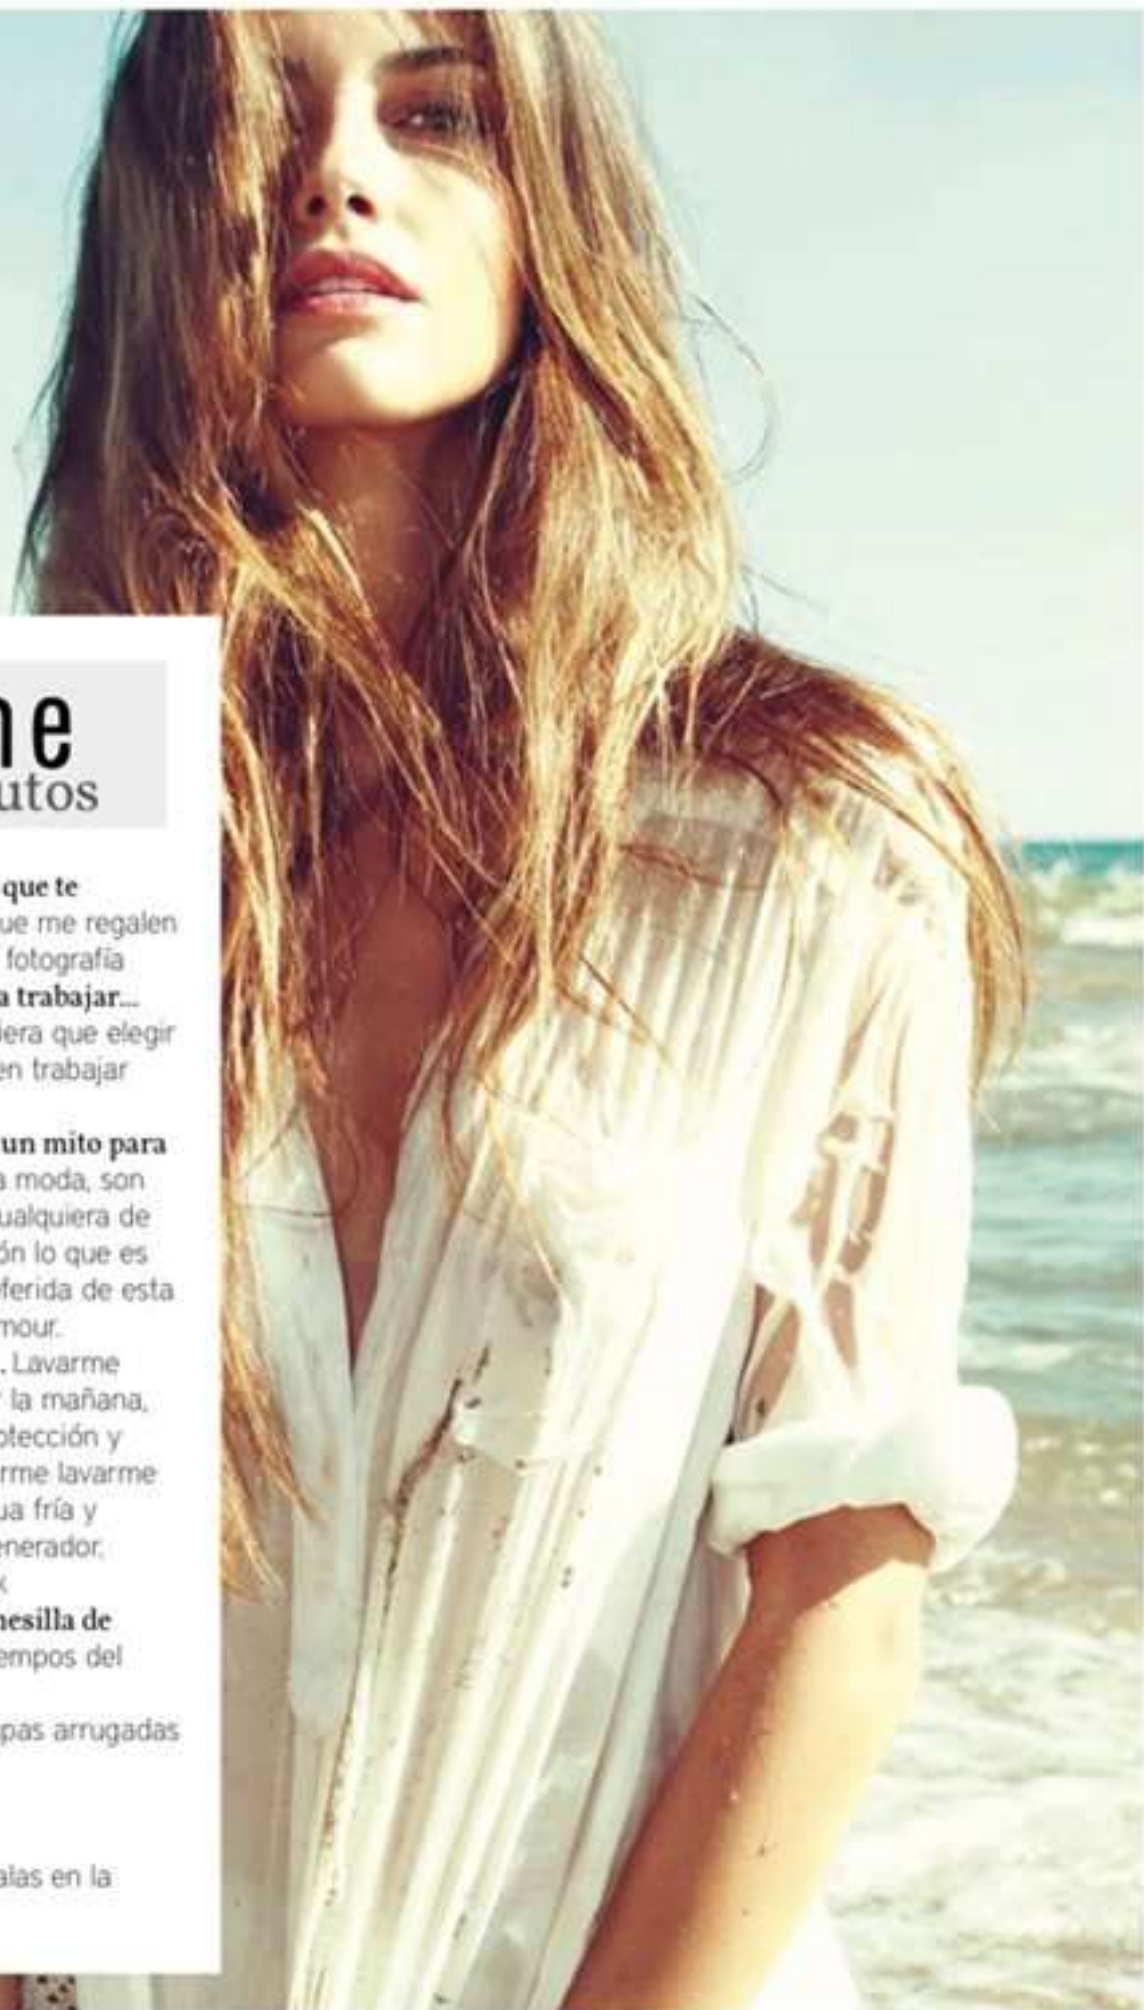 ne
utos
que te
ue me regalen
fotografía
a trabajar...
iera que elegir
en trabajar
un mito para
a moda, son
ualquiera de
ón lo que es
ferida de esta
mour.
. Lavarme
r la mañana,
otección y
rme lavarme
ua fría y
enerador,
x
nesilla de
empos del
pas arrugadas
alas en la